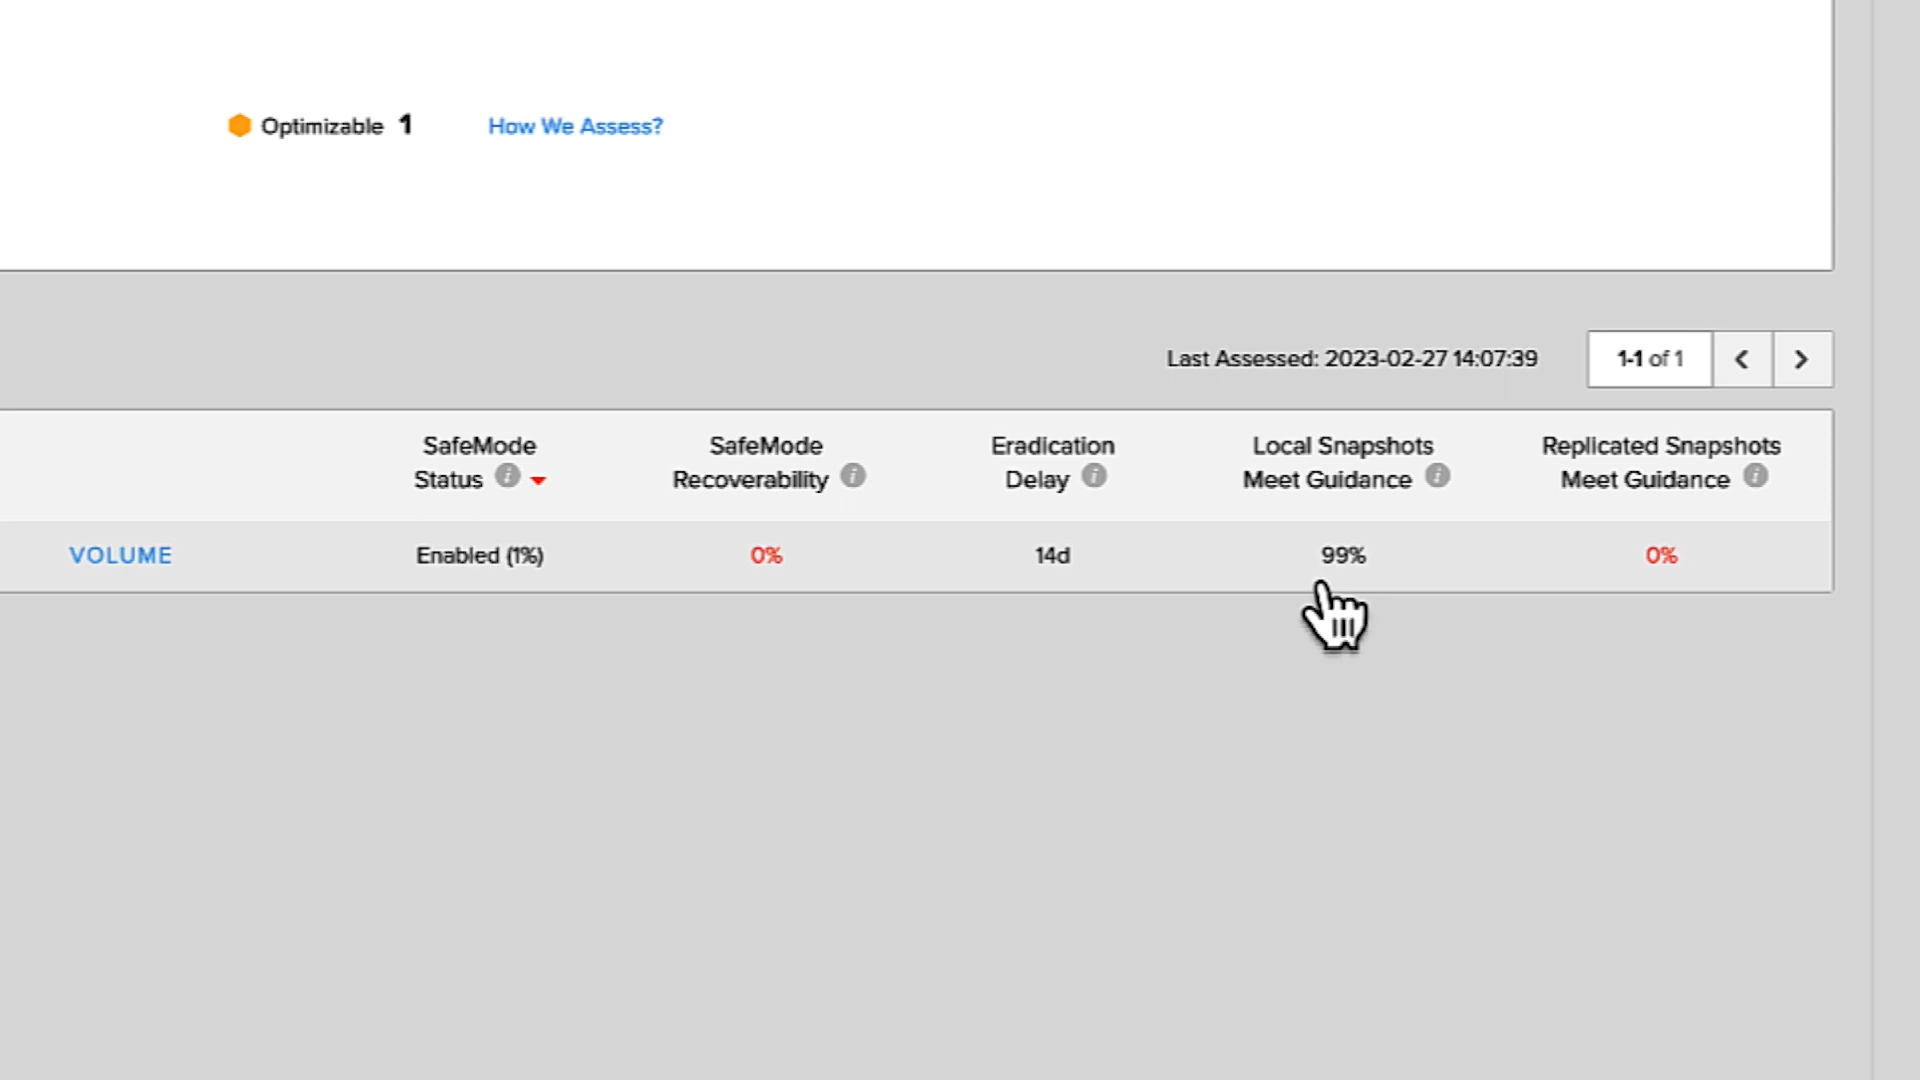 Optimizable 1 How We Assess?
Last Assessed: 2023-02-27 14:07:39 1-1 of 1
SafeMode Status
SafeMode Recoverability
Eradication Delay
Local Snapshots Meet Guidance
Replicated Snapshots Meet Guidance
VOLUME Enabled (1%) 0% 14d 99% 0%